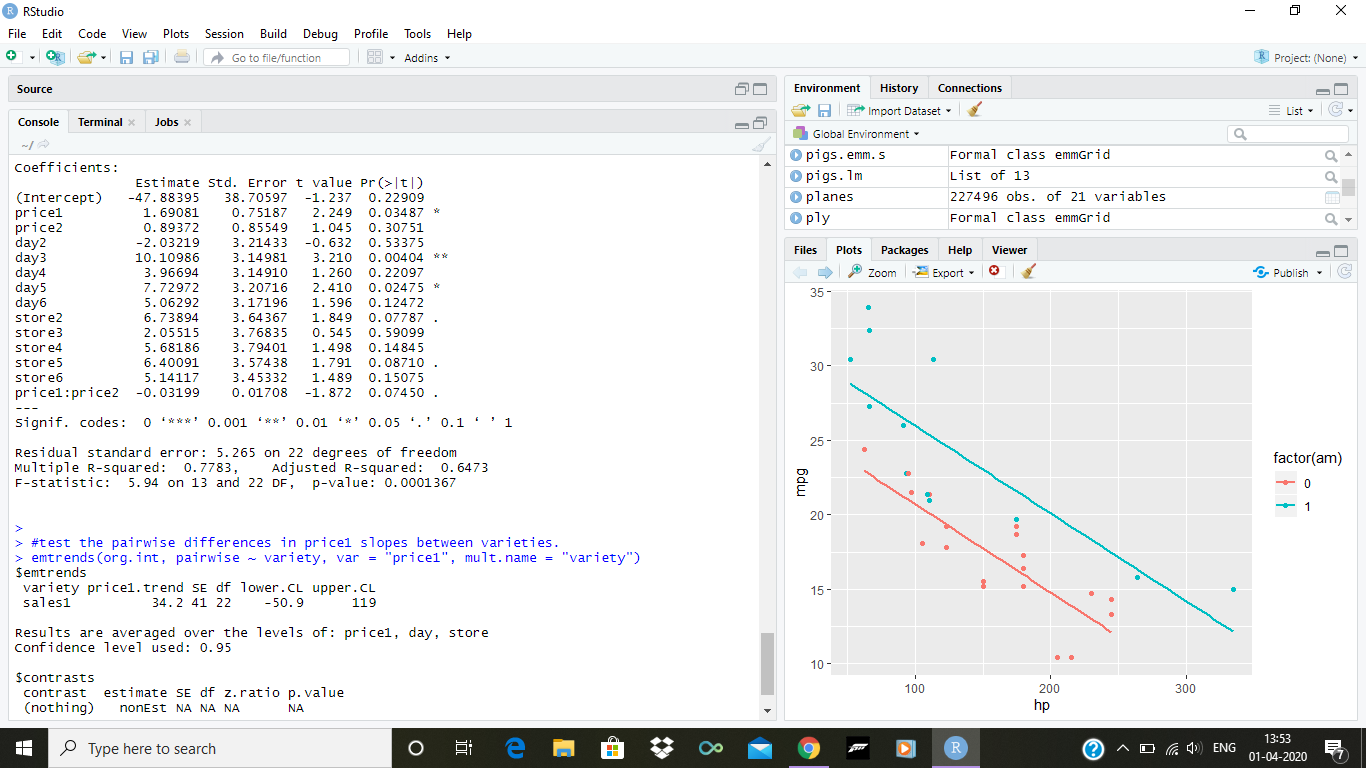 RStudio
File Edit Code View Plots Session Build Debug Profile Tools Help
Go to file/function
Addins
Project: (None)
Source
Console Terminal Jobs
~/
Coefficients:
Estimate Std. Error t value Pr(>|t|)
(Intercept) -47.88395 38.70597 -1.237 0.22909
price1 1.69081 0.75187 2.249 0.03487 *
price2 0.89372 0.85549 1.045 0.30751
day2 -2.03219 3.21433 -0.632 0.53375
day3 10.10986 3.14981 3.210 0.00404 **
day4 3.96694 3.14910 1.260 0.22097
day5 7.72972 3.20716 2.410 0.02475 *
day6 5.06292 3.17196 1.596 0.12472
store2 6.73894 3.64367 1.849 0.07787 .
store3 2.05515 3.76835 0.545 0.59099
store4 5.68186 3.79401 1.498 0.14845
store5 6.40091 3.57438 1.791 0.08710 .
store6 5.14117 3.45332 1.489 0.15075
price1:price2 -0.03199 0.01708 -1.872 0.07450 .
---
Signif. codes: 0 ‘***’ 0.001 ‘**’ 0.01 ‘*’ 0.05 ‘.’ 0.1 ‘ ’ 1
Residual standard error: 5.265 on 22 degrees of freedom
Multiple R-squared: 0.7783, Adjusted R-squared: 0.6473
F-statistic: 5.94 on 13 and 22 DF, p-value: 0.0001367
>
> #test the pairwise differences in price1 slopes between varieties.
> emtrends(org.int, pairwise ~ variety, var = "price1", mult.name = "variety")
$emtrends
variety price1.trend SE df lower.CL upper.CL
sales1 34.2 41 22 -50.9 119
Results are averaged over the levels of: price1, day, store
Confidence level used: 0.95
$contrasts
contrast estimate SE df z.ratio p.value
(nothing) nonEst NA NA NA NA
Environment History Connections
Import Dataset
List
Global Environment
pigs.emm.s Formal class emmGrid
pigs.lm List of 13
planes 227496 obs. of 21 variables
ply Formal class emmGrid
Files Plots Packages Help Viewer
Zoom Export Publish
35
30
25
20
15
10
mpg
100 200 300
hp
factor(am)
0
1
Type here to search
ENG
13:53
01-04-2020
7